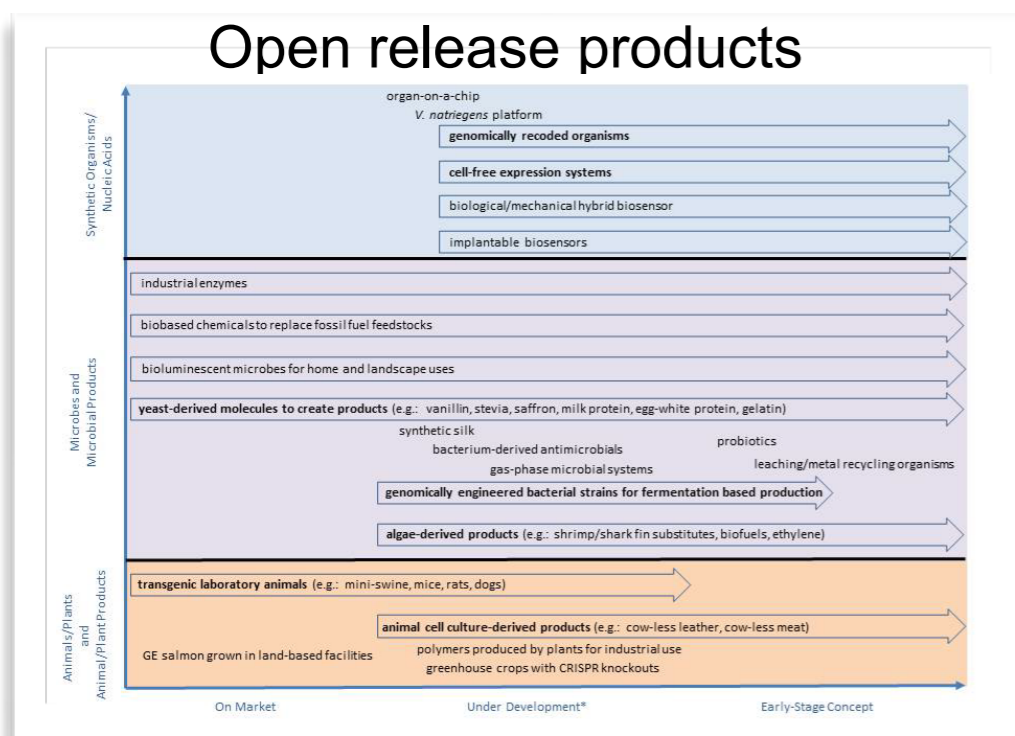 Open release products
Synthetic Organisms/
Nucleic Acids
organ-on-a-chip
V. natriegens platform
genomically recoded organisms
cell-free expression systems
biological/mechanical hybrid biosensor
implantable biosensors
Microbes and
Microbial Products
industrial enzymes
biobased chemicals to replace fossil fuel feedstocks
bioluminescent microbes for home and landscape uses
yeast-derived molecules to create products (e.g.: vanillin, stevia, saffron, milk protein, egg-white protein, gelatin)
synthetic silk
bacterium-derived antimicrobials
probiotics
gas-phase microbial systems
leaching/metal recycling organisms
genomically engineered bacterial strains for fermentation based production
algae-derived products (e.g.: shrimp/shark fin substitutes, biofuels, ethylene)
Animals/Plants
and
Animal/Plant Products
transgenic laboratory animals (e.g.: mini-swine, mice, rats, dogs)
animal cell culture-derived products (e.g.: cow-less leather, cow-less meat)
GE salmon grown in land-based facilities
polymers produced by plants for industrial use
greenhouse crops with CRISPR knockouts
On Market
Under Development*
Early-Stage Concept